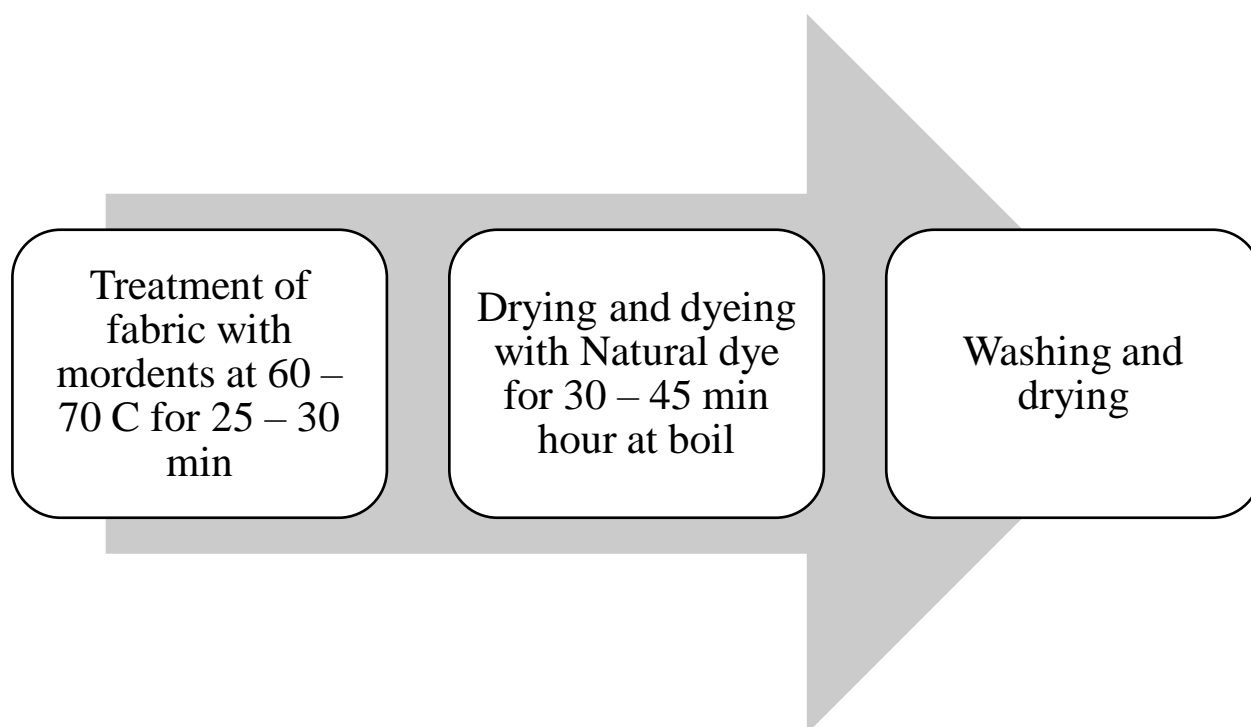 Treatment of
fabric with
mordents at 60 –
70 C for 25 – 30
min
Drying and dyeing
with Natural dye
for 30 – 45 min
hour at boil
Washing and
drying